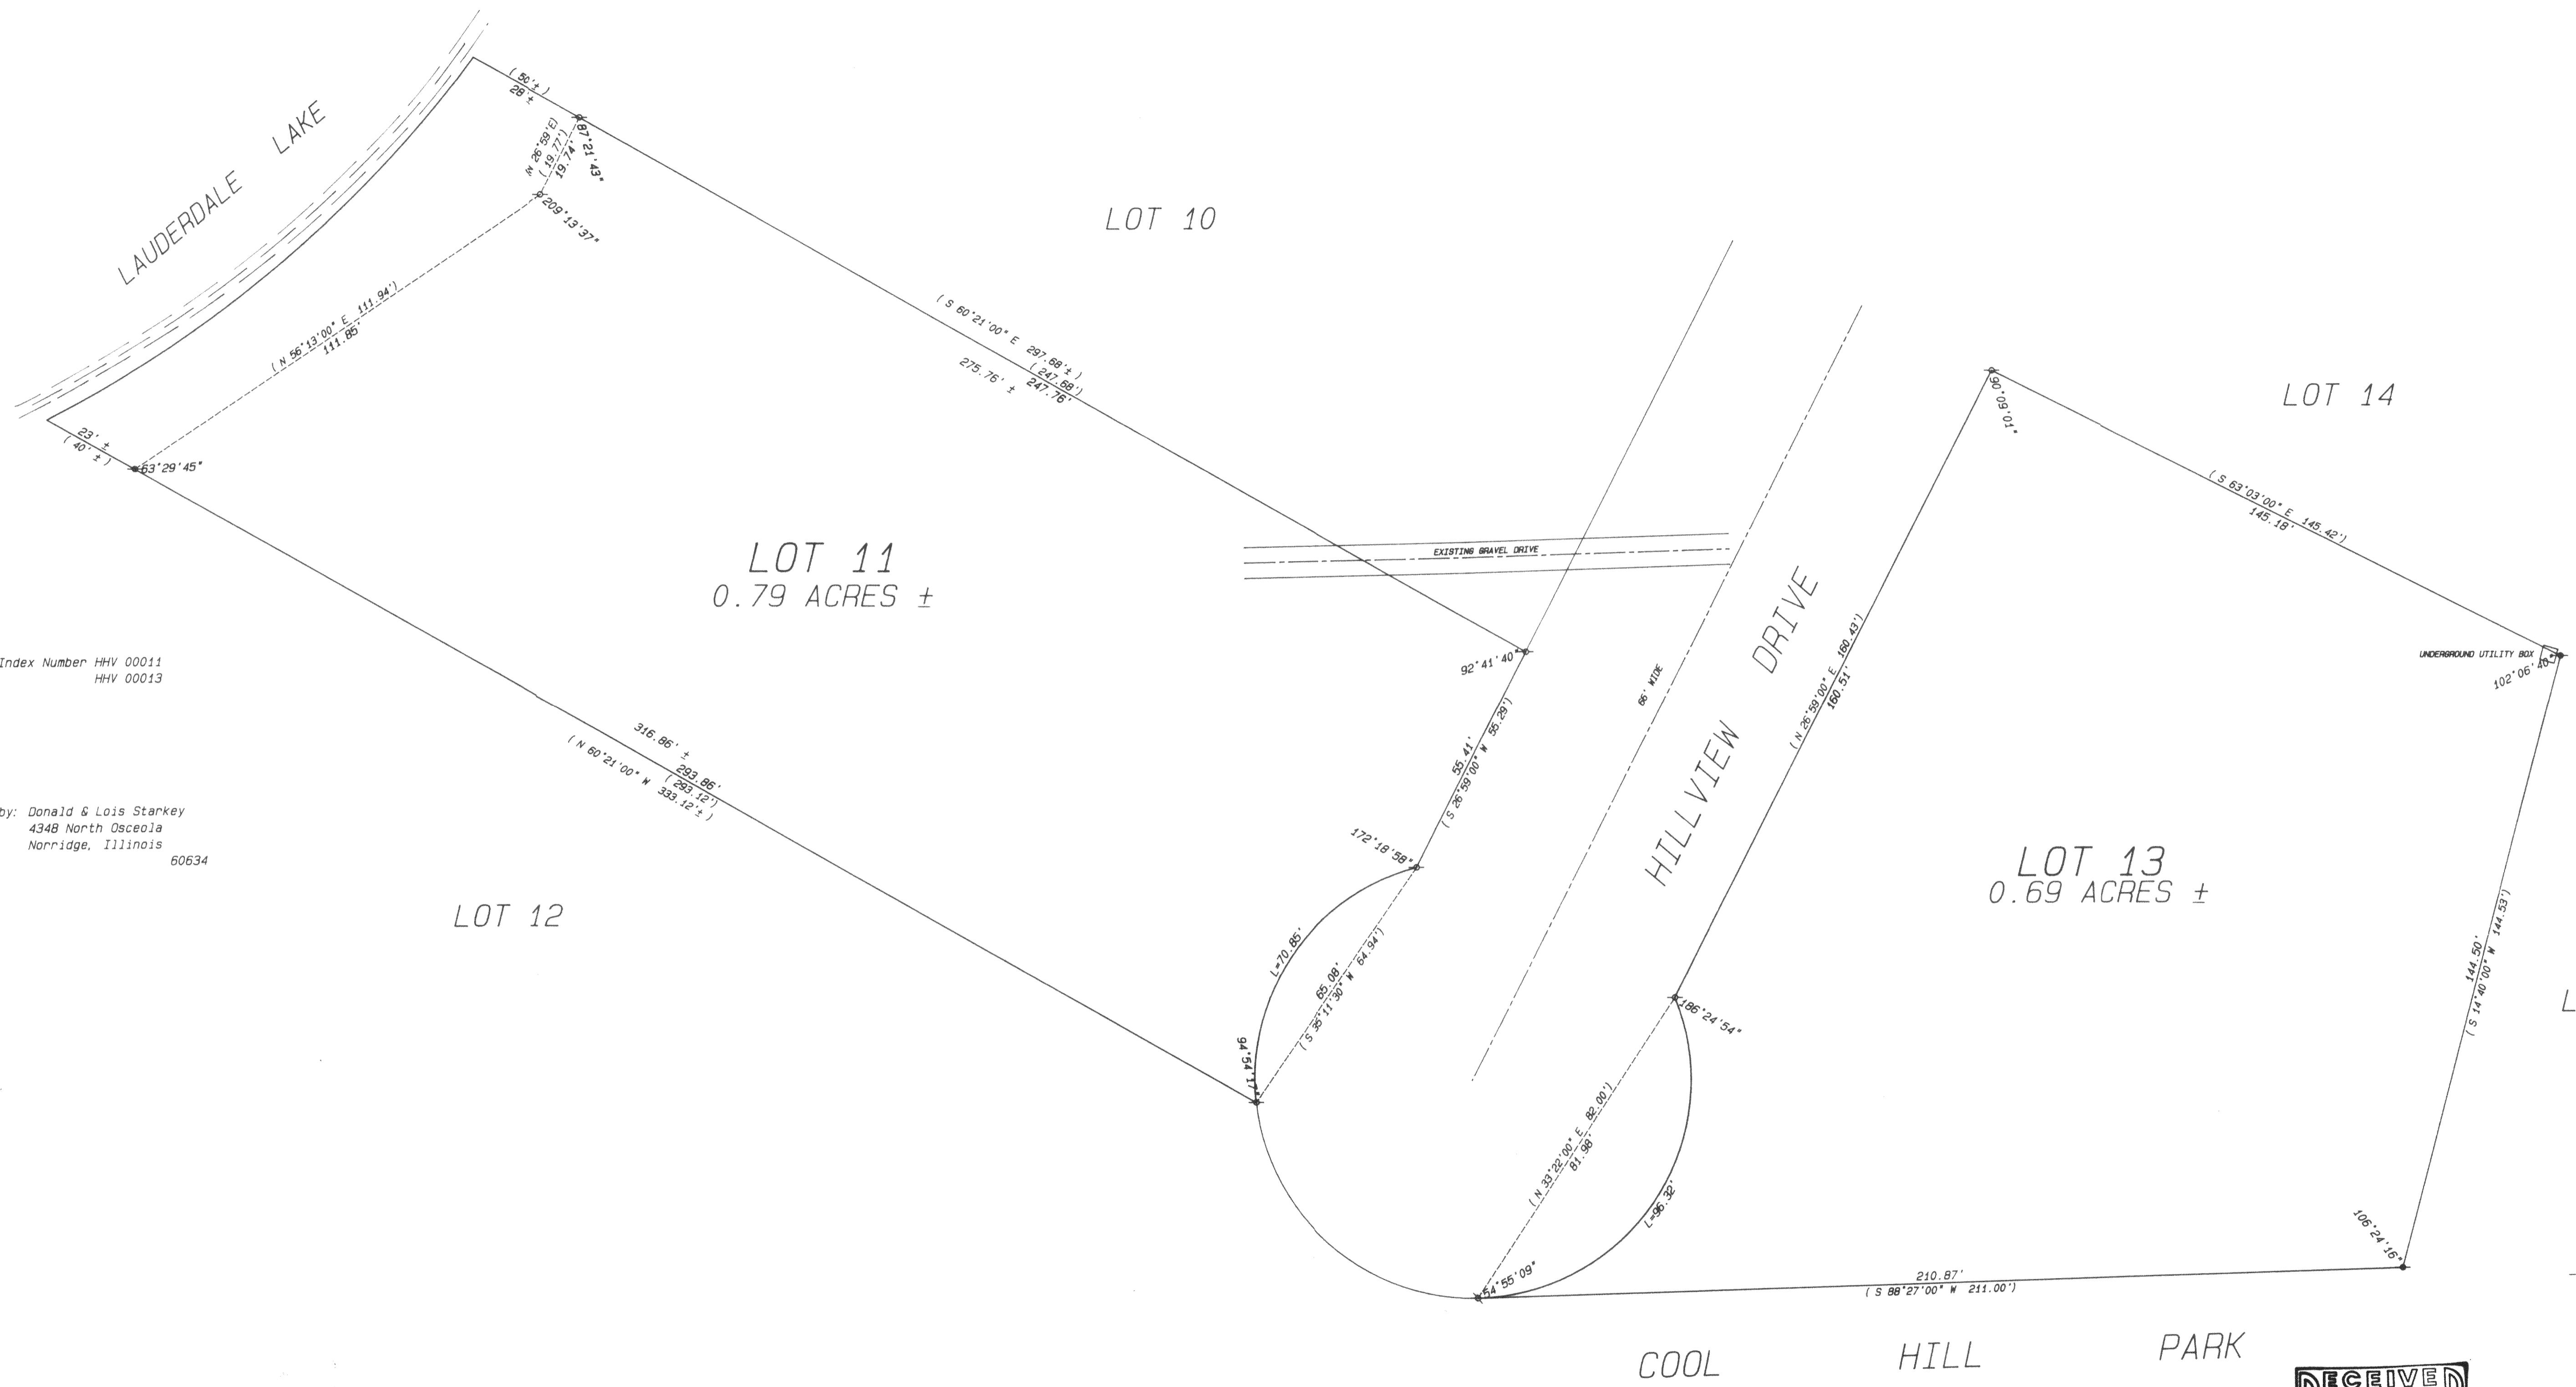 LAUDERDALE LAKE
( 50'± )
28'±
(N 26°59'E)
( 19.77')
19.74'
87°21'43"
209°13'37"
( N 56°13'00" E 111.94')
111.85'
23' ±
( 40' ± )
63°29'45"
LOT 10
( S 60°21'00" E 297.68'± )
( 247.68')
275.76' ± 247.76'
LOT 11
0.79 ACRES ±
EXISTING GRAVEL DRIVE
92°41'40"
66' WIDE
HILLVIEW DRIVE
55.41'
( S 26°59'00" W 55.29')
172°18'58"
L=70.85'
65.08'
( S 35°11'30" W 64.94')
94°54'17"
316.86' ±
293.86'
( 293.12')
( N 60°21'00" W 333.12'± )
LOT 12
Index Number HHV 00011
HHV 00013
by: Donald & Lois Starkey
4348 North Osceola
Norridge, Illinois
60634
LOT 14
90°09'01"
( S 63°03'00" E 145.42')
145.18'
UNDERGROUND UTILITY BOX
102°06'40"
( N 26°59'00" E 160.43')
160.51'
LOT 13
0.69 ACRES ±
144.50'
( S 14°40'00" W 144.53')
L
186°24'54"
( N 33°22'00" E 82.00')
81.98'
L=96.32'
54°55'09"
106°24'16"
210.87'
( S 88°27'00" W 211.00')
COOL HILL PARK
RECEIVED